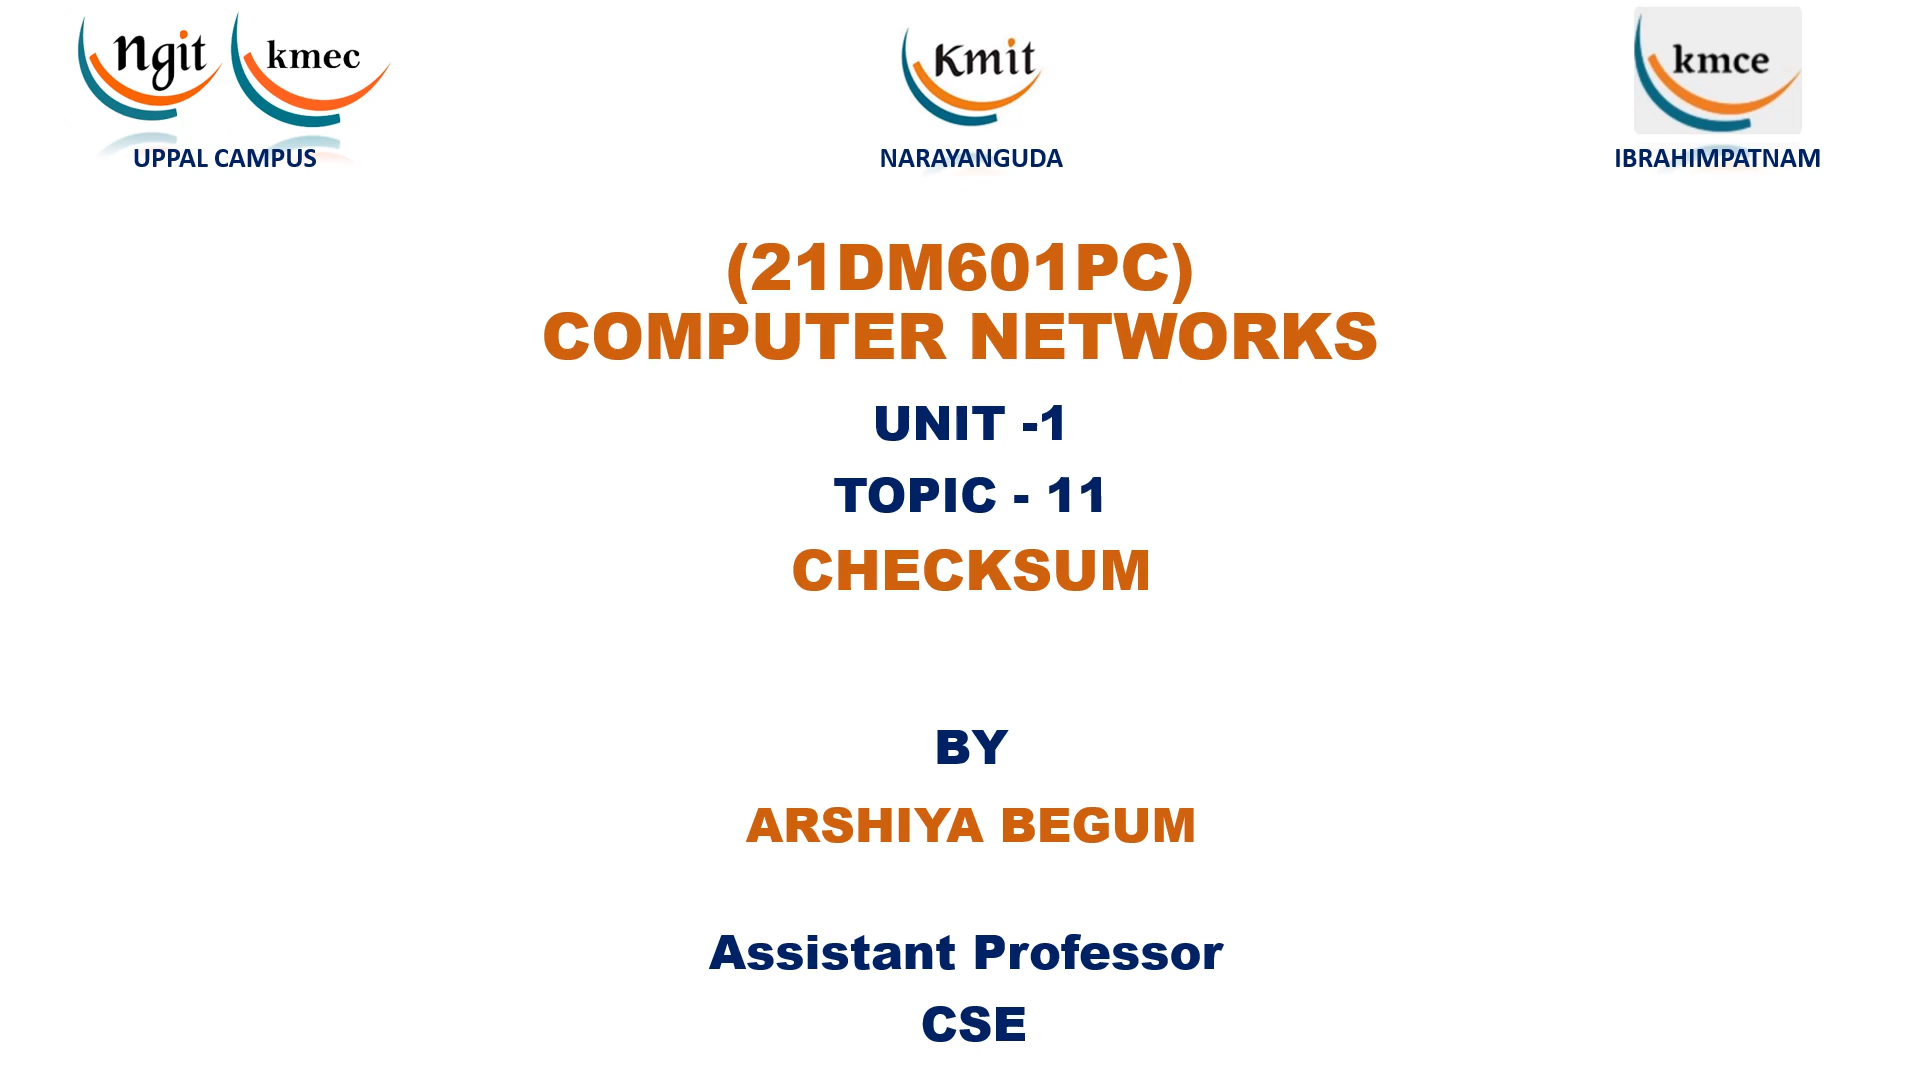 Ngit kmec Kmit kmce
UPPAL CAMPUS NARAYANGUDA IBRAHIMPATNAM
(21DM601PC)
COMPUTER NETWORKS
UNIT -1
TOPIC - 11
CHECKSUM
BY
ARSHIYA BEGUM
Assistant Professor
CSE